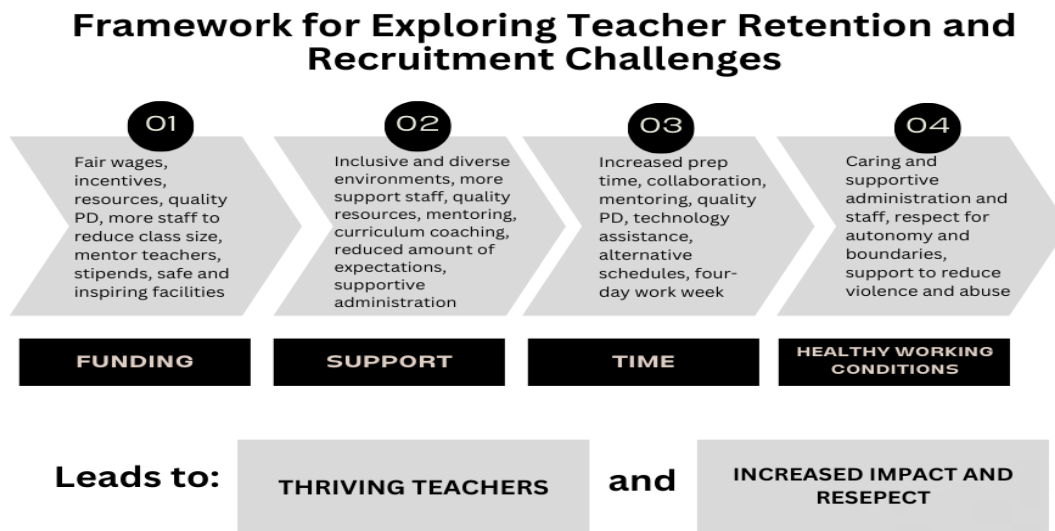 Framework for Exploring Teacher Retention and
Recruitment Challenges
01
Fair wages,
incentives,
resources, quality
PD, more staff to
reduce class size,
mentor teachers,
stipends, safe and
inspiring facilities
FUNDING
02
Inclusive and diverse
environments, more
support staff, quality
resources, mentoring,
curriculum coaching,
reduced amount of
expectations,
supportive
administration
SUPPORT
03
Increased prep
time, collaboration,
mentoring, quality
PD, technology
assistance,
alternative
schedules, four-
day work week
TIME
04
Caring and
supportive
administration and
staff, respect for
autonomy and
boundaries,
support to reduce
violence and abuse
HEALTHY WORKING
CONDITIONS
Leads to:
THRIVING TEACHERS
and
INCREASED IMPACT AND
RESEPECT